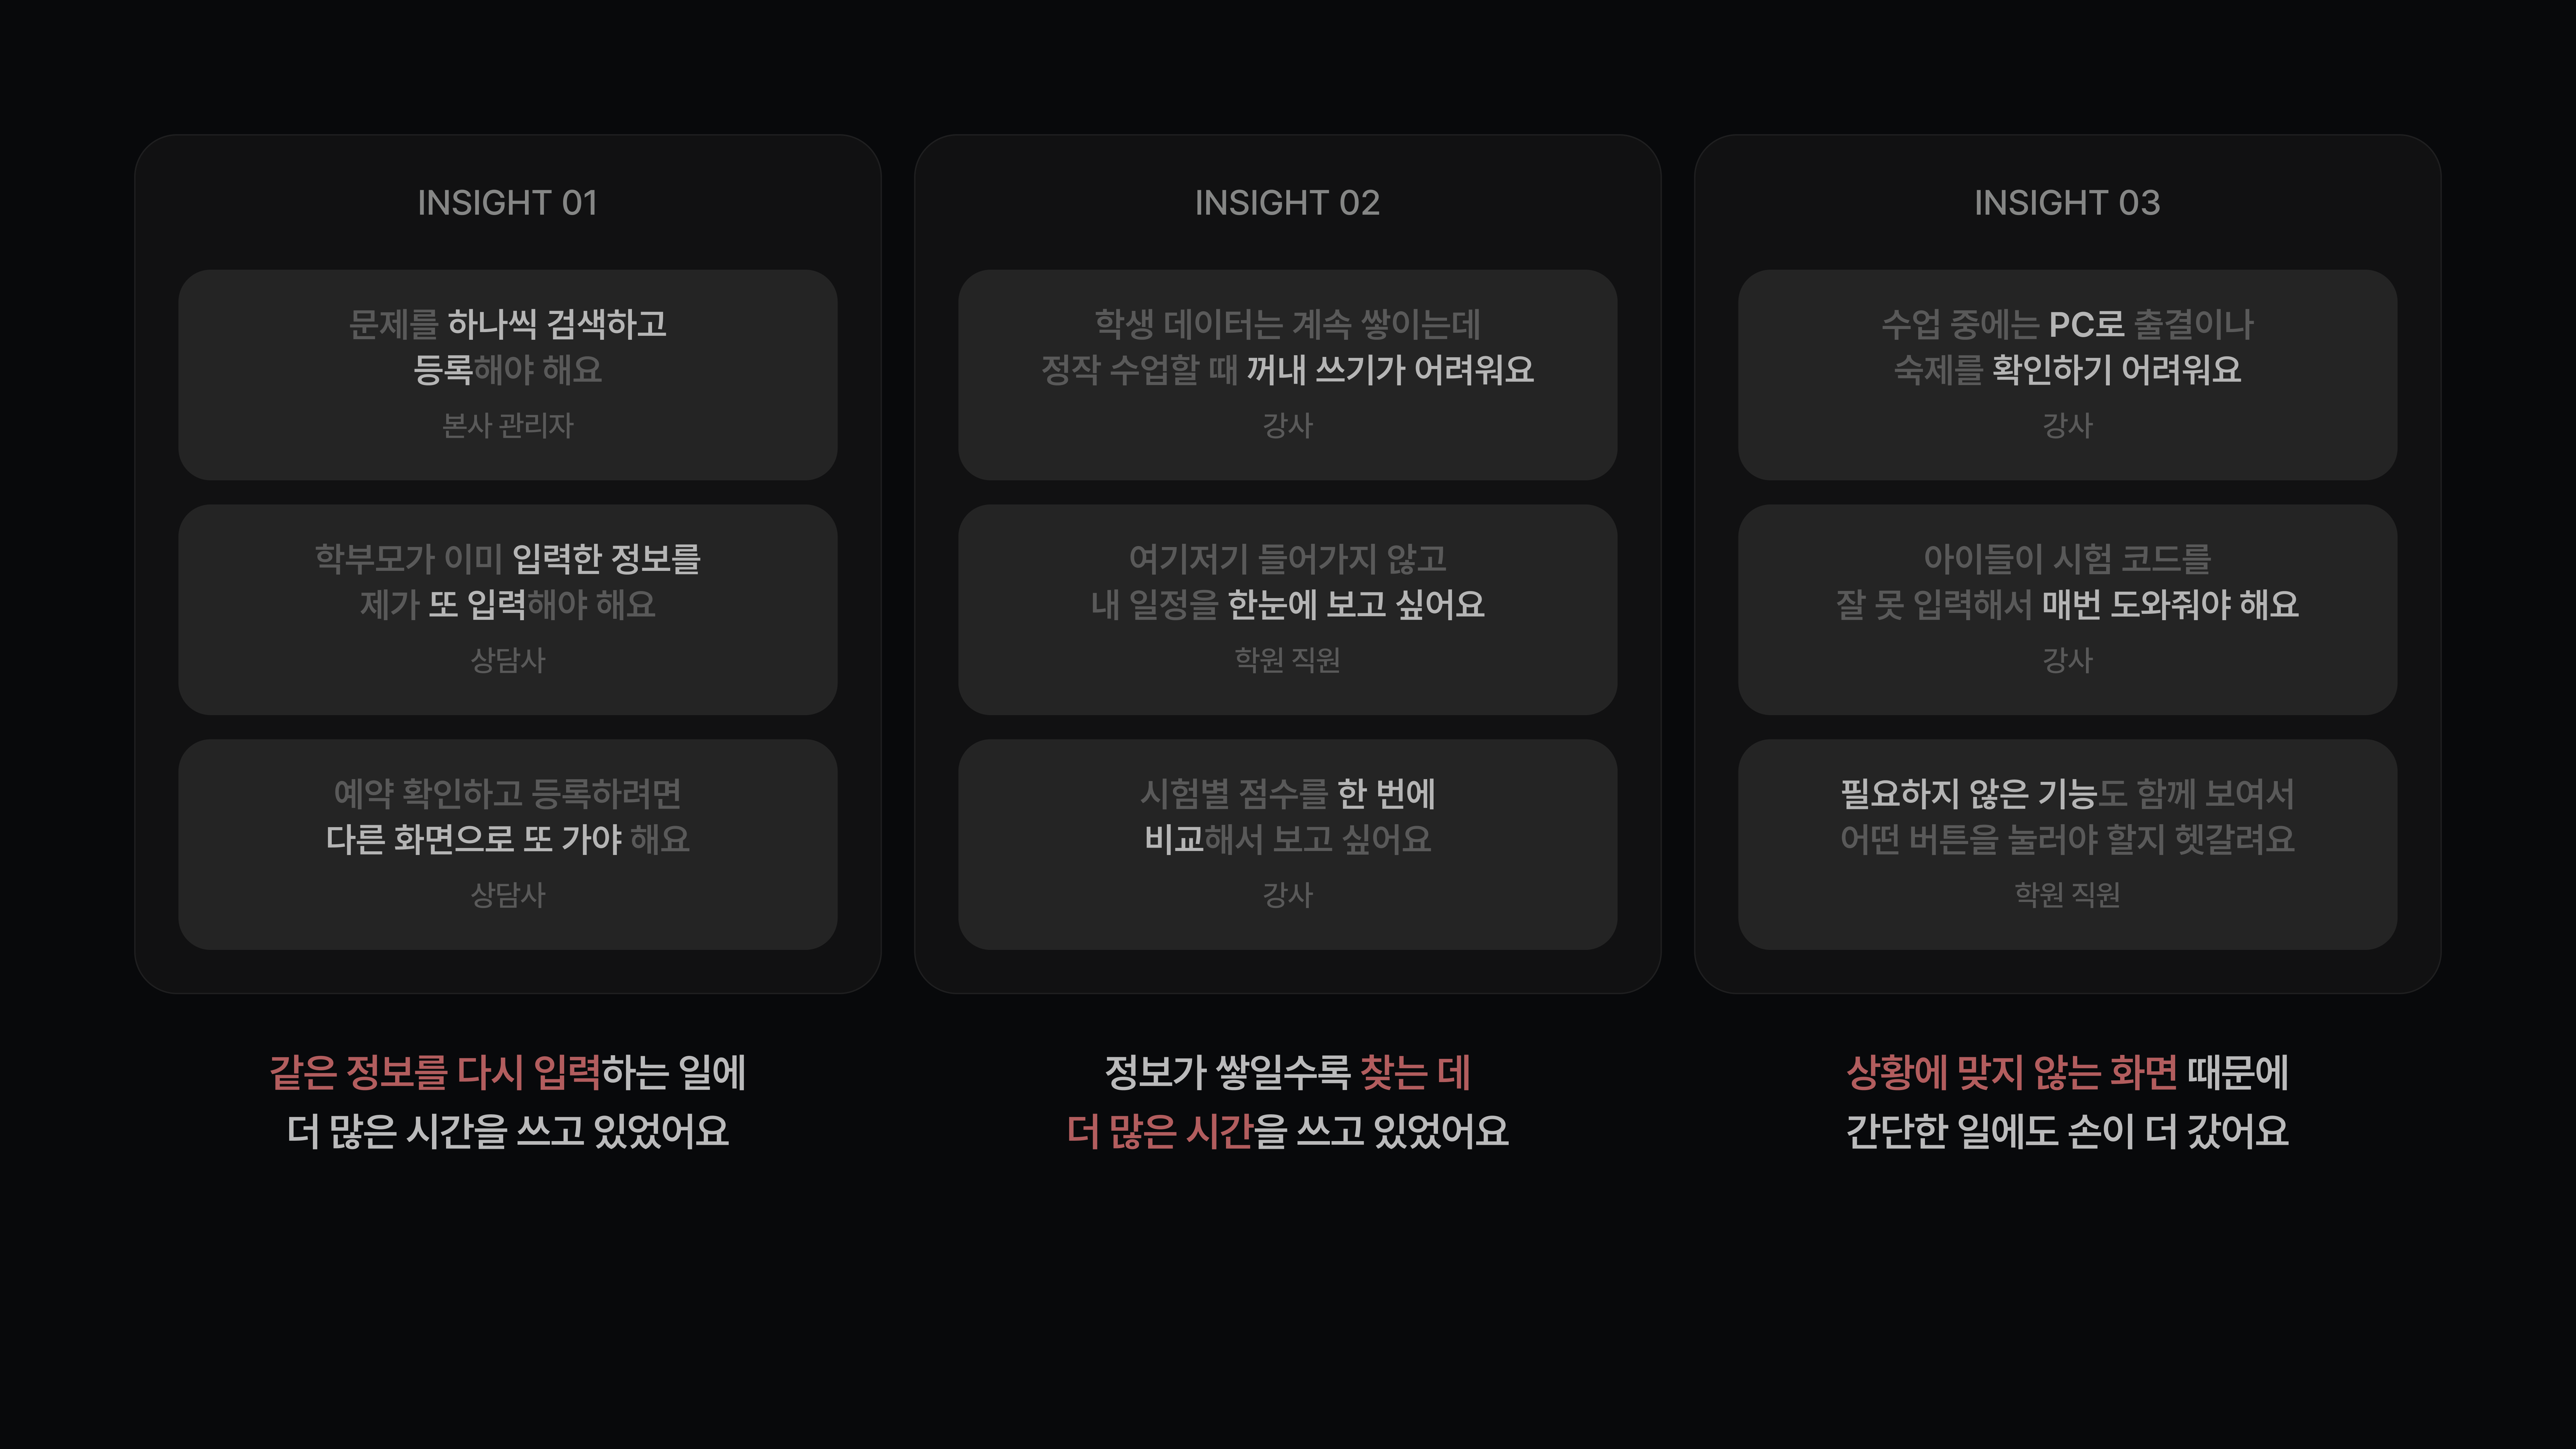 INSIGHT 01
문제를 하나씩 검색하고
등록해야 해요
본사 관리자
학부모가 이미 입력한 정보를
제가 또 입력해야 해요
상담사
예약 확인하고 등록하려면
다른 화면으로 또 가야 해요
상담사
같은 정보를 다시 입력하는 일에
더 많은 시간을 쓰고 있었어요
INSIGHT 02
학생 데이터는 계속 쌓이는데
정작 수업할 때 꺼내 쓰기가 어려워요
강사
여기저기 들어가지 않고
내 일정을 한눈에 보고 싶어요
학원 직원
시험별 점수를 한 번에
비교해서 보고 싶어요
강사
정보가 쌓일수록 찾는 데
더 많은 시간을 쓰고 있었어요
INSIGHT 03
수업 중에는 PC로 출결이나
숙제를 확인하기 어려워요
강사
아이들이 시험 코드를
잘 못 입력해서 매번 도와줘야 해요
강사
필요하지 않은 기능도 함께 보여서
어떤 버튼을 눌러야 할지 헷갈려요
학원 직원
상황에 맞지 않는 화면 때문에
간단한 일에도 손이 더 갔어요